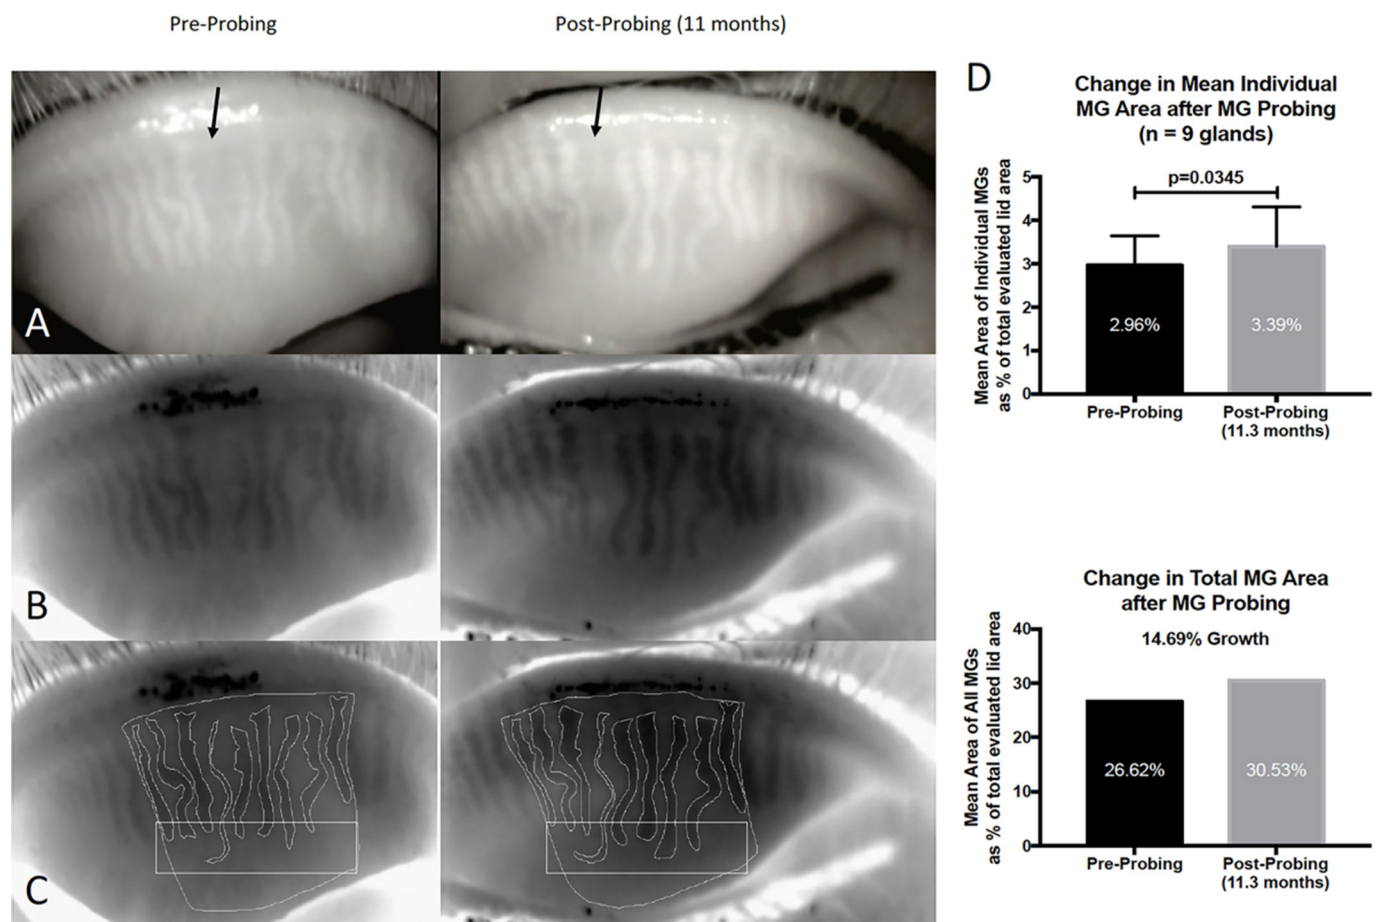 Pre-Probing
Post-Probing (11 months)
A
B
C
D
Change in Mean Individual
MG Area after MG Probing
(n = 9 glands)
Mean Area of Individual MGs
as % of total evaluated lid area
5
4
3
2
1
0
p=0.0345
2.96%
3.39%
Pre-Probing
Post-Probing
(11.3 months)
Change in Total MG Area
after MG Probing
14.69% Growth
Mean Area of All MGs
as % of total evaluated lid area
40
30
20
10
0
26.62%
30.53%
Pre-Probing
Post-Probing
(11.3 months)